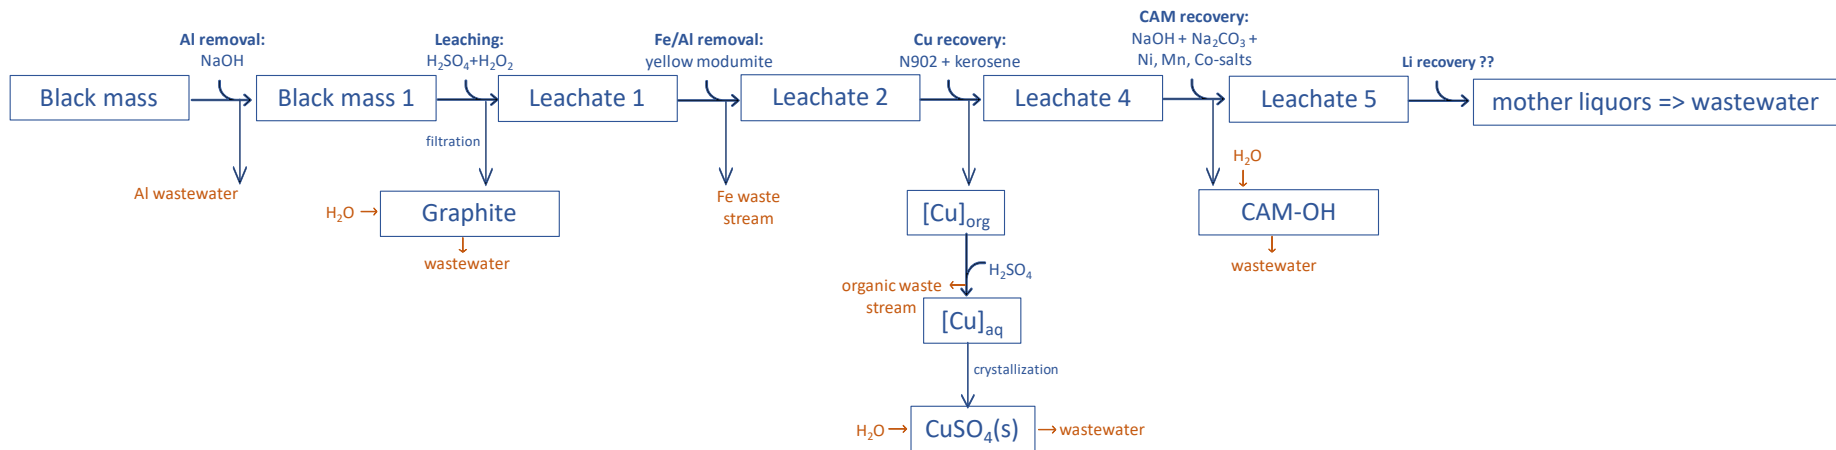 Al removal:
NaOH
Leaching:
H₂SO₄+H₂O₂
Fe/Al removal:
yellow modumite
Cu recovery:
N902 + kerosene
CAM recovery:
NaOH + Na₂CO₃ +
Ni, Mn, Co-salts
Li recovery ??
Black mass
Black mass 1
Leachate 1
Leachate 2
Leachate 4
Leachate 5
mother liquors => wastewater
filtration
Al wastewater
H₂O
Graphite
wastewater
Fe waste
stream
[Cu]org
H₂SO₄
organic waste
stream
[Cu]aq
crystallization
H₂O
CuSO₄(s)
wastewater
H₂O
CAM-OH
wastewater